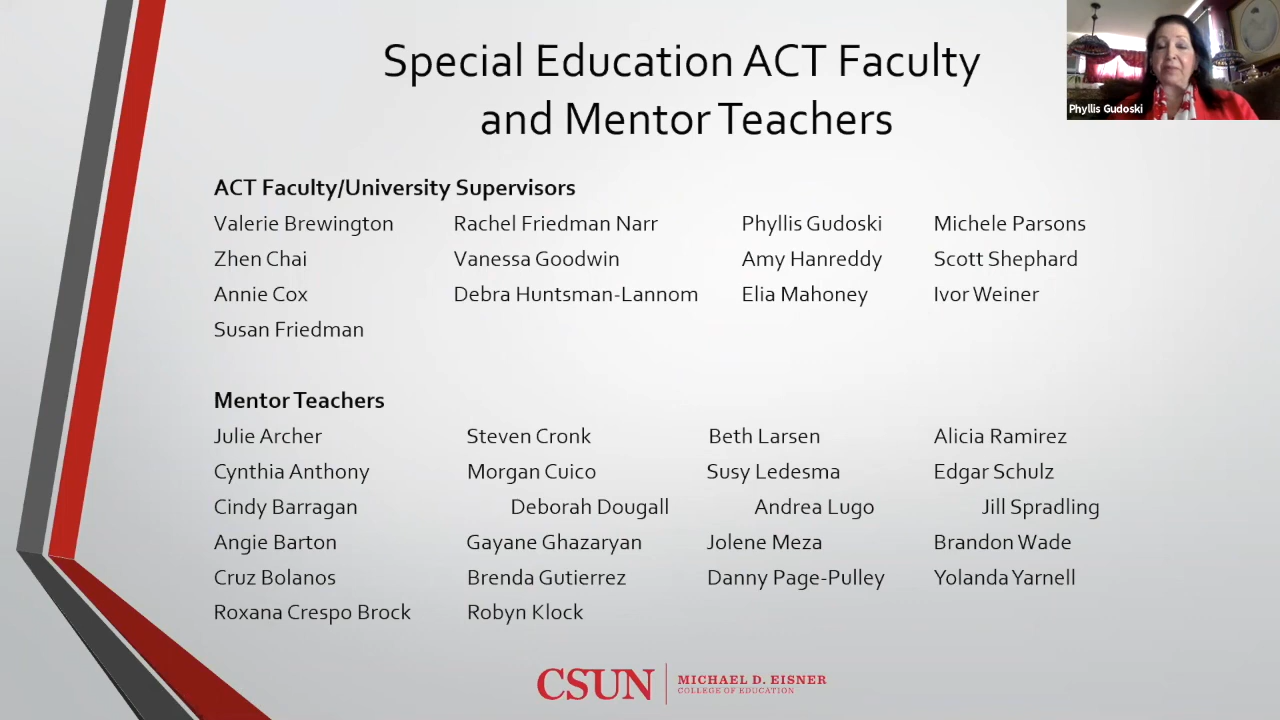 Special Education ACT Faculty
and Mentor Teachers
Phyllis Gudoski
ACT Faculty/University Supervisors
Valerie Brewington Rachel Friedman Narr Phyllis Gudoski Michele Parsons
Zhen Chai Vanessa Goodwin Amy Hanreddy Scott Shephard
Annie Cox Debra Huntsman-Lannom Elia Mahoney Ivor Weiner
Susan Friedman
Mentor Teachers
Julie Archer Steven Cronk Beth Larsen Alicia Ramirez
Cynthia Anthony Morgan Cuico Susy Ledesma Edgar Schulz
Cindy Barragan Deborah Dougall Andrea Lugo Jill Spradling
Angie Barton Gayane Ghazaryan Jolene Meza Brandon Wade
Cruz Bolanos Brenda Gutierrez Danny Page-Pulley Yolanda Yarnell
Roxana Crespo Brock Robyn Klock
CSUN MICHAEL D. EISNER
COLLEGE OF EDUCATION